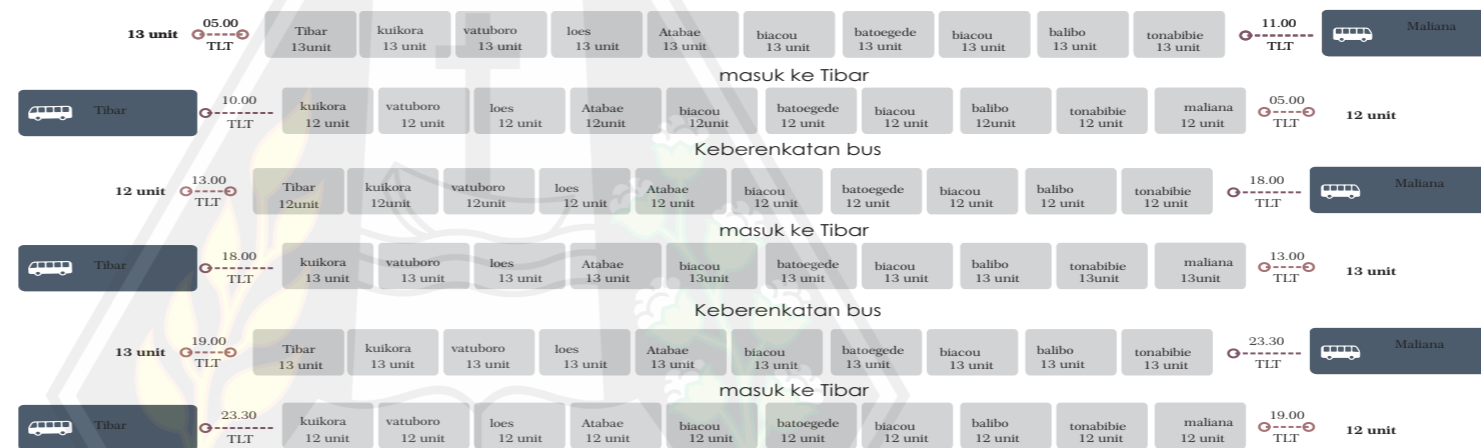 13 unit 05.00 TLT Tibar 13unit kuikora 13 unit vatuboro 13 unit loes 13 unit Atabae 13 unit biacou 13 unit batoegede 13 unit biacou 13 unit balibo 13 unit tonabibie 13 unit 11.00 TLT Maliana
masuk ke Tibar
Tibar 10.00 TLT kuikora 12 unit vatuboro 12 unit loes 12 unit Atabae 12unit biacou 12unit batoegede 12 unit biacou 12 unit balibo 12unit tonabibie 12 unit maliana 12 unit 05.00 TLT 12 unit
Keberenkatan bus
12 unit 13.00 TLT Tibar 12unit kuikora 12unit vatuboro 12unit loes 12 unit Atabae 12 unit biacou 12 unit batoegede 12 unit biacou 12 unit balibo 12 unit tonabibie 12 unit 18.00 TLT Maliana
masuk ke Tibar
Tibar 18.00 TLT kuikora 13 unit vatuboro 13 unit loes 13 unit Atabae 13 unit biacou 13unit batoegede 13 unit biacou 13 unit balibo 13 unit tonabibie 13unit maliana 13unit 13.00 TLT 13 unit
Keberenkatan bus
13 unit 19.00 TLT Tibar 13 unit kuikora 13 unit vatuboro 13 unit loes 13 unit Atabae 13 unit biacou 13 unit batoegede 13 unit biacou 13 unit balibo 13 unit tonabibie 13 unit 23.30 TLT Maliana
masuk ke Tibar
Tibar 23.30 TLT kuikora 12 unit vatuboro 12 unit loes 12 unit Atabae 12 unit biacou 12 unit batoegede 12 unit biacou 12 unit balibo 12 unit tonabibie 12 unit maliana 12 unit 19.00 TLT 12 unit